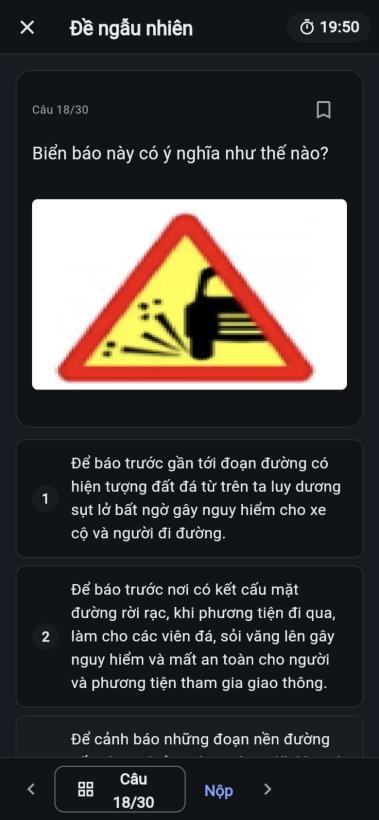 Đề ngẫu nhiên
19:50
Câu 18/30
Biển báo này có ý nghĩa như thế nào?
1
Để báo trước gần tới đoạn đường có
hiện tượng đất đá từ trên ta luy dương
sụt lở bất ngờ gây nguy hiểm cho xe
cộ và người đi đường.
2
Để báo trước nơi có kết cấu mặt
đường rời rạc, khi phương tiện đi qua,
làm cho các viên đá, sỏi văng lên gây
nguy hiểm và mất an toàn cho người
và phương tiện tham gia giao thông.
Để cảnh báo những đoạn nền đường
Câu
18/30
Nộp